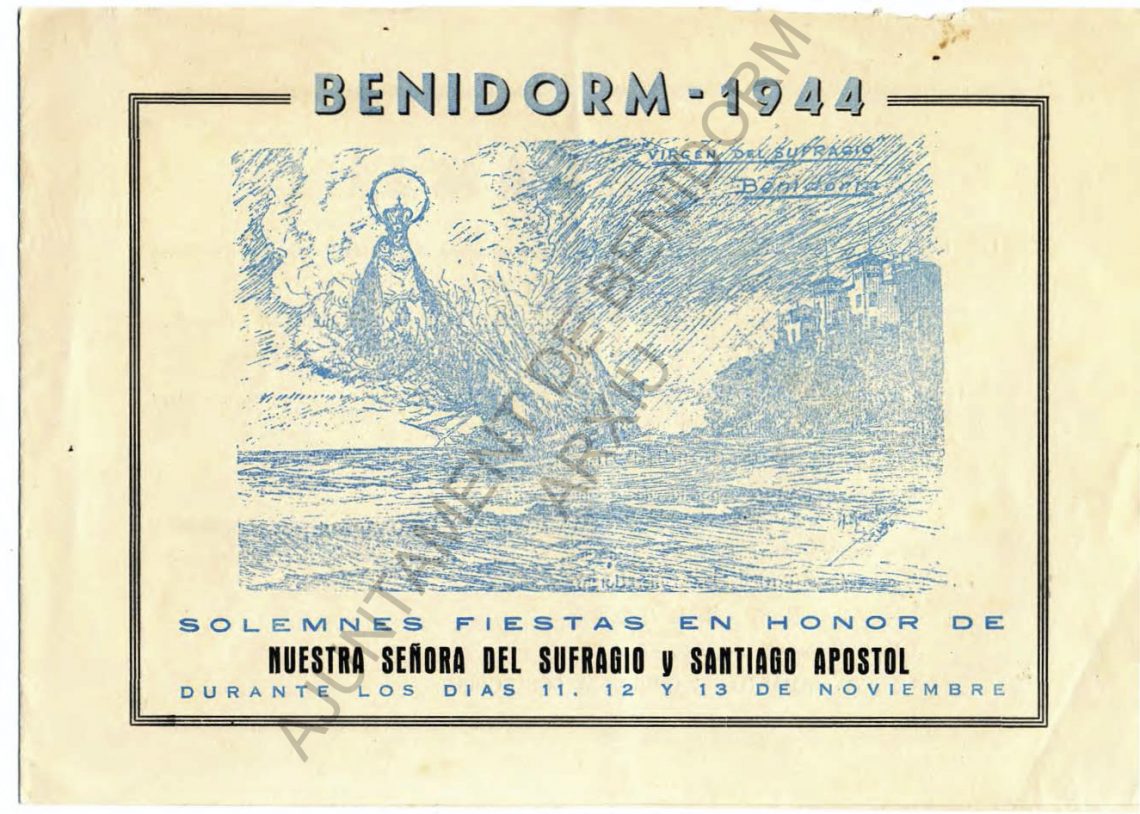 BENIDORM - 1944
VIRGEN DEL SUFRAGIO
Benidorm
SOLEMNES FIESTAS EN HONOR DE
NUESTRA SEÑORA DEL SUFRAGIO y SANTIAGO APOSTOL
DURANTE LOS DIAS 11, 12 Y 13 DE NOVIEMBRE
AJUNTAMENT DE BENIDORM
ARXIU